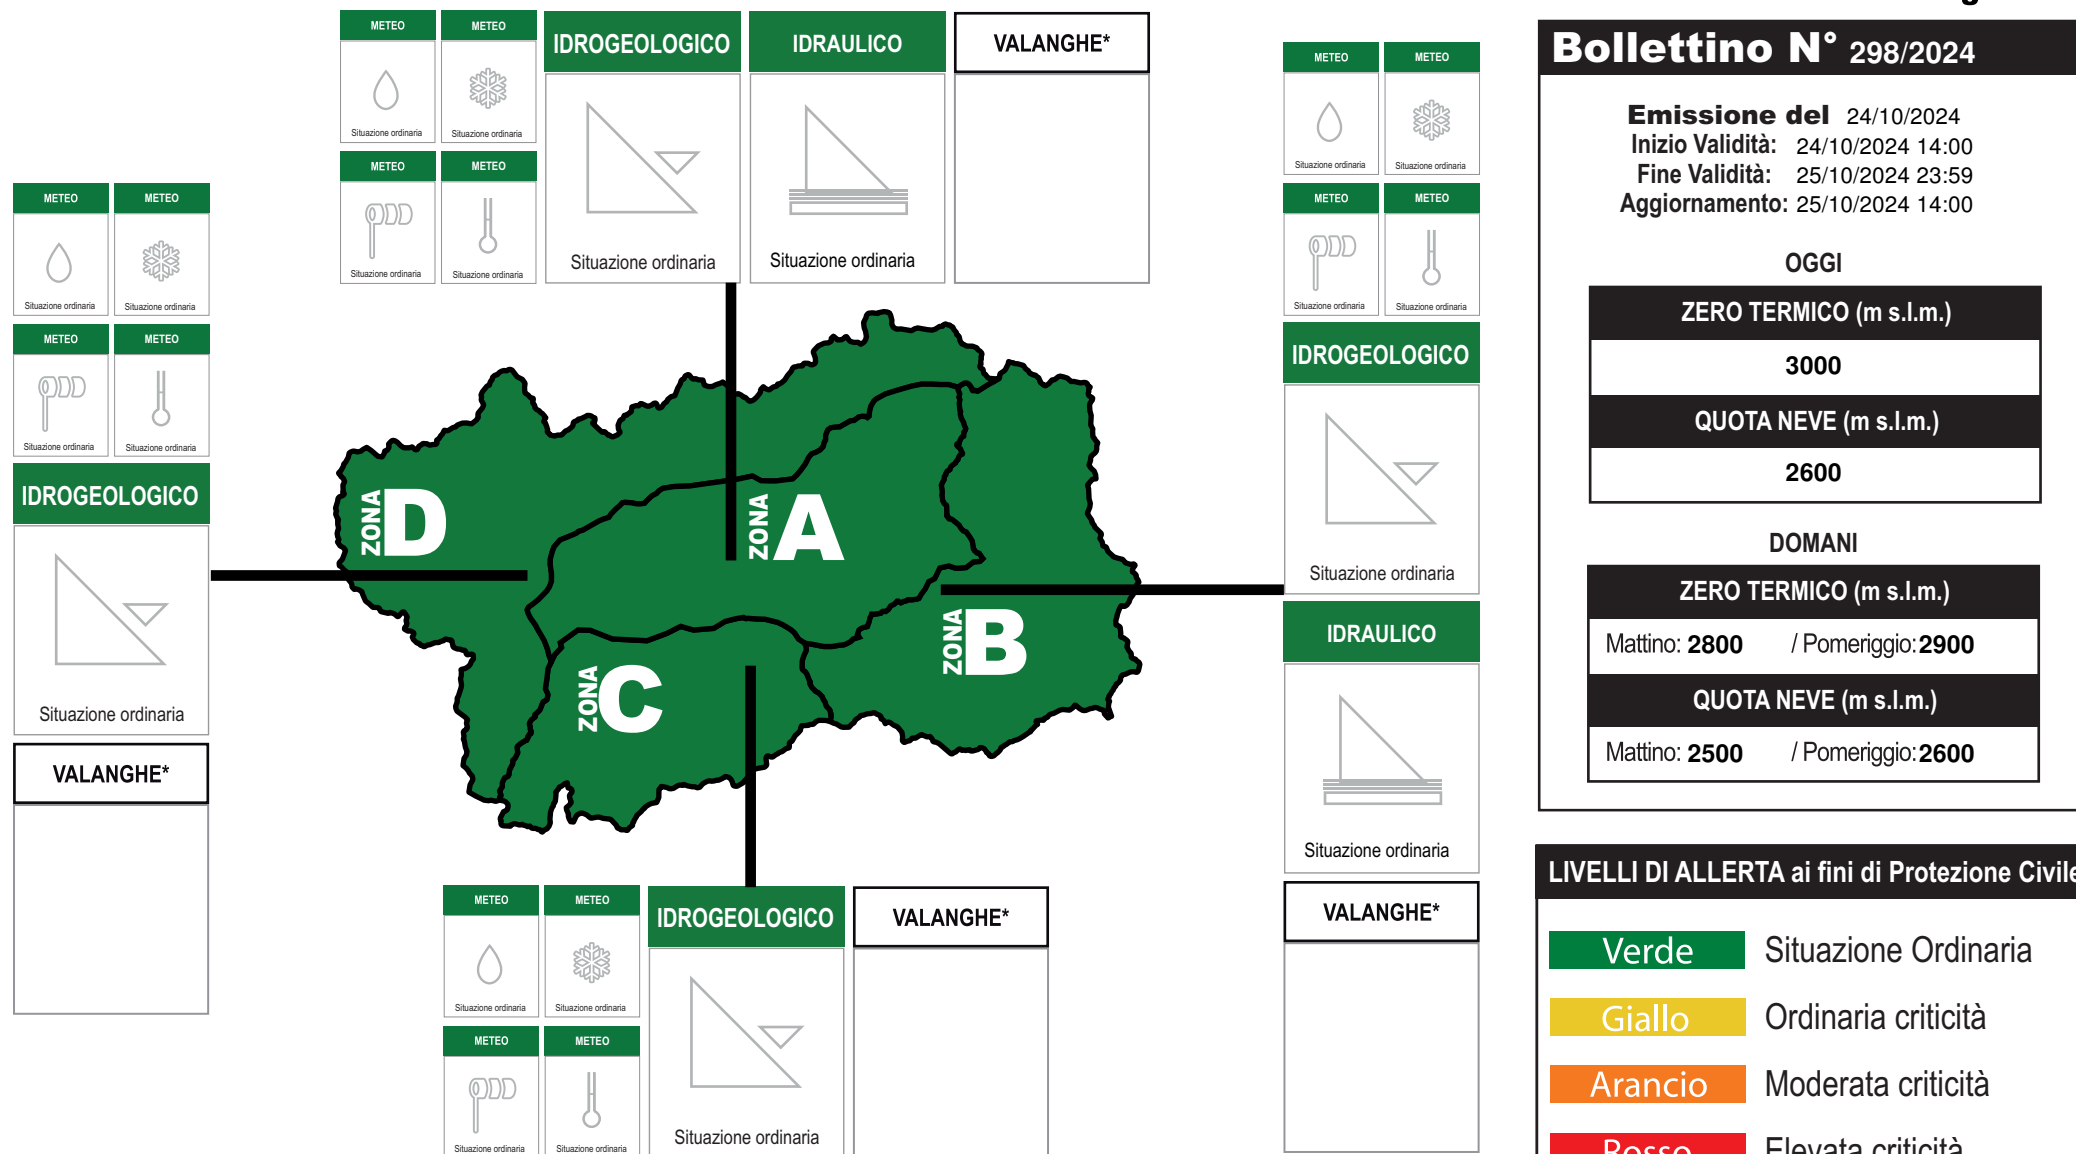 METEO METEO IDROGEOLOGICO IDRAULICO VALANGHE*
Situazione ordinaria Situazione ordinaria
METEO METEO
Situazione ordinaria Situazione ordinaria
Situazione ordinaria Situazione ordinaria
METEO METEO
Situazione ordinaria Situazione ordinaria
METEO METEO
Situazione ordinaria Situazione ordinaria
IDROGEOLOGICO
Situazione ordinaria
VALANGHE*
METEO METEO
Situazione ordinaria Situazione ordinaria
METEO METEO
Situazione ordinaria Situazione ordinaria
IDROGEOLOGICO
Situazione ordinaria
IDRAULICO
Situazione ordinaria
VALANGHE*
ZONA D
ZONA A
ZONA B
ZONA C
METEO METEO IDROGEOLOGICO VALANGHE*
Situazione ordinaria Situazione ordinaria
METEO METEO
Situazione ordinaria Situazione ordinaria
Situazione ordinaria
Bollettino N° 298/2024
Emissione del 24/10/2024
Inizio Validità: 24/10/2024 14:00
Fine Validità: 25/10/2024 23:59
Aggiornamento: 25/10/2024 14:00
OGGI
ZERO TERMICO (m s.l.m.)
3000
QUOTA NEVE (m s.l.m.)
2600
DOMANI
ZERO TERMICO (m s.l.m.)
Mattino: 2800 / Pomeriggio: 2900
QUOTA NEVE (m s.l.m.)
Mattino: 2500 / Pomeriggio: 2600
LIVELLI DI ALLERTA ai fini di Protezione Civile
Verde Situazione Ordinaria
Giallo Ordinaria criticità
Arancio Moderata criticità
Rosso Elevata criticità